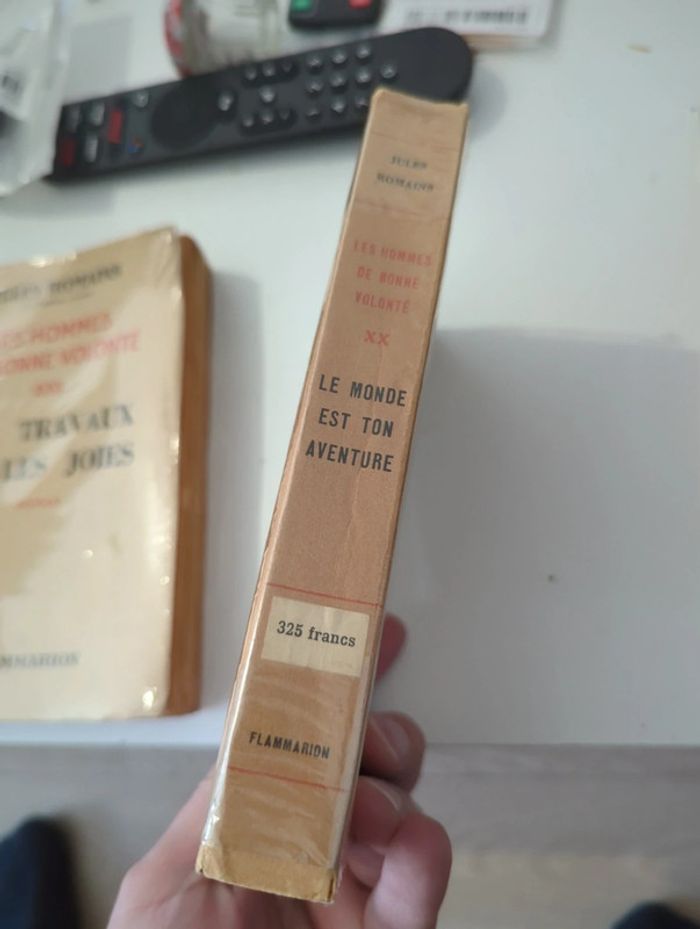 JULES
ROMAINS
LES HOMMES
DE BONNE
VOLONTÉ
XX
LE MONDE
EST TON
AVENTURE
325 francs
FLAMMARION
ROMAINS
HOMMES
BONNE VOLONTÉ
TRAVAUX
LES JOIES